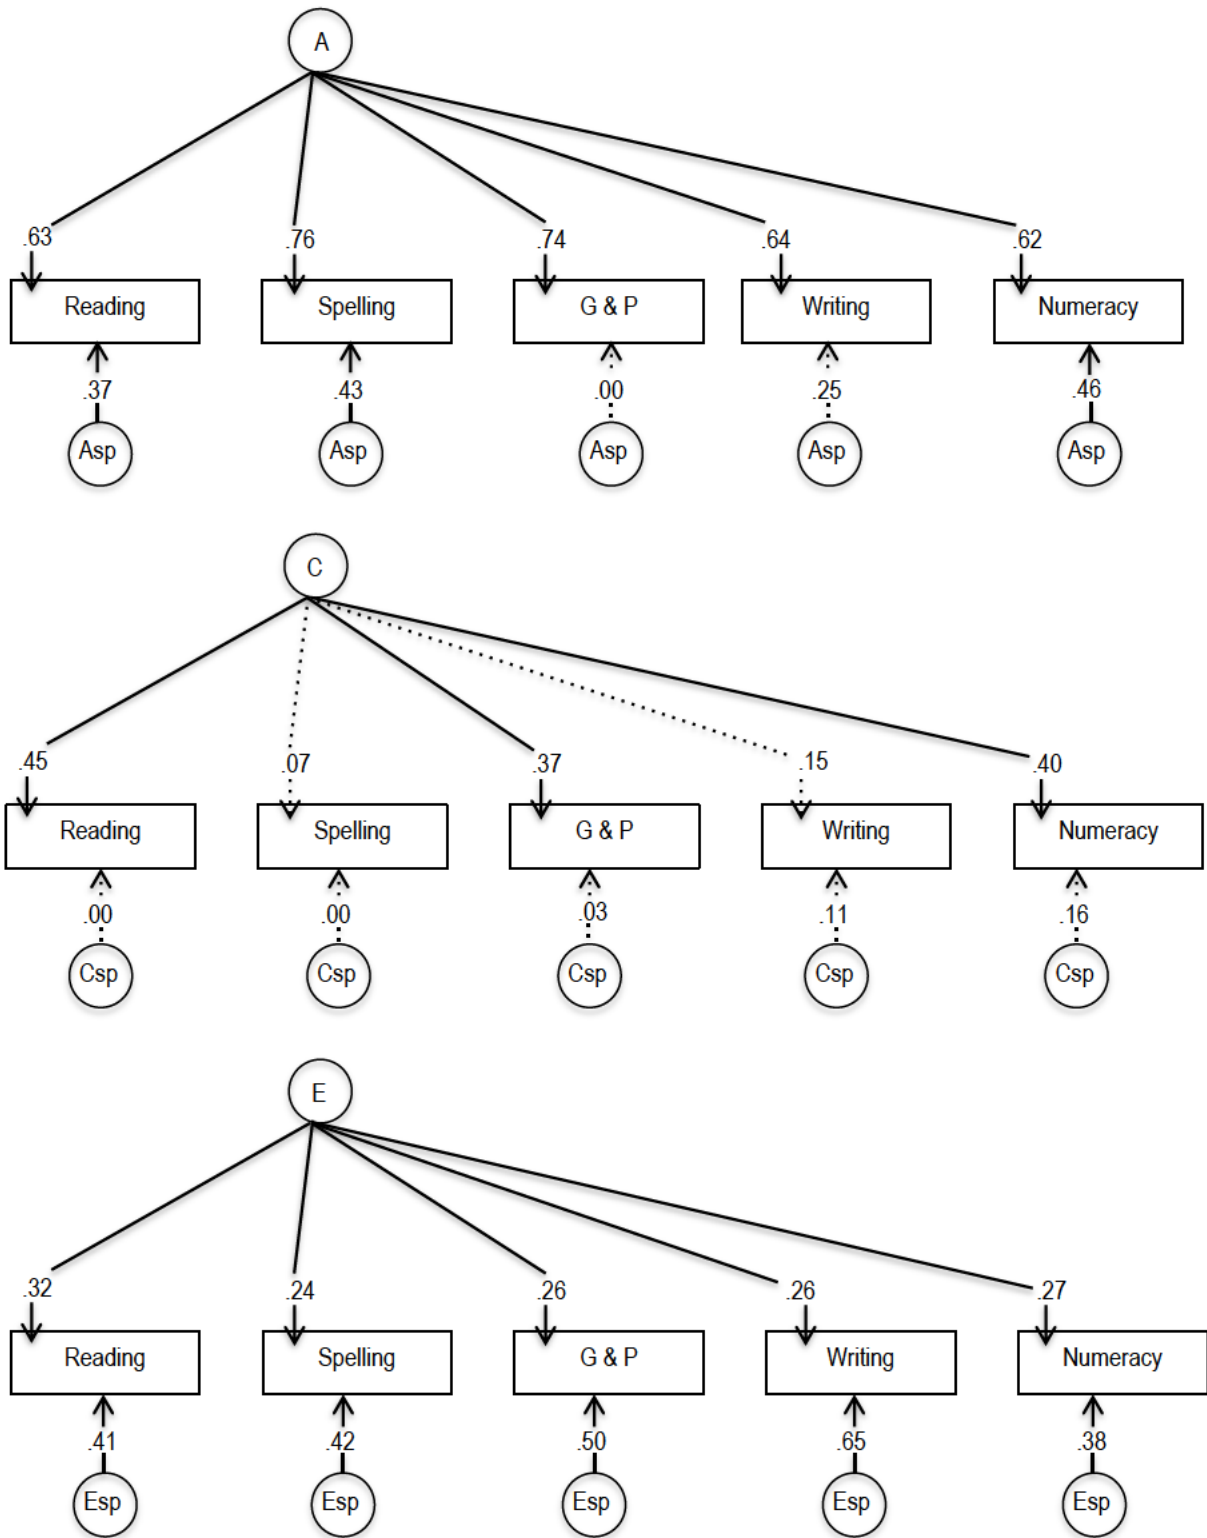 A
.63 .76 .74 .64 .62
Reading Spelling G & P Writing Numeracy
.37 .43 .00 .25 .46
Asp Asp Asp Asp Asp
C
.45 .07 .37 .15 .40
Reading Spelling G & P Writing Numeracy
.00 .00 .03 .11 .16
Csp Csp Csp Csp Csp
E
.32 .24 .26 .26 .27
Reading Spelling G & P Writing Numeracy
.41 .42 .50 .65 .38
Esp Esp Esp Esp Esp